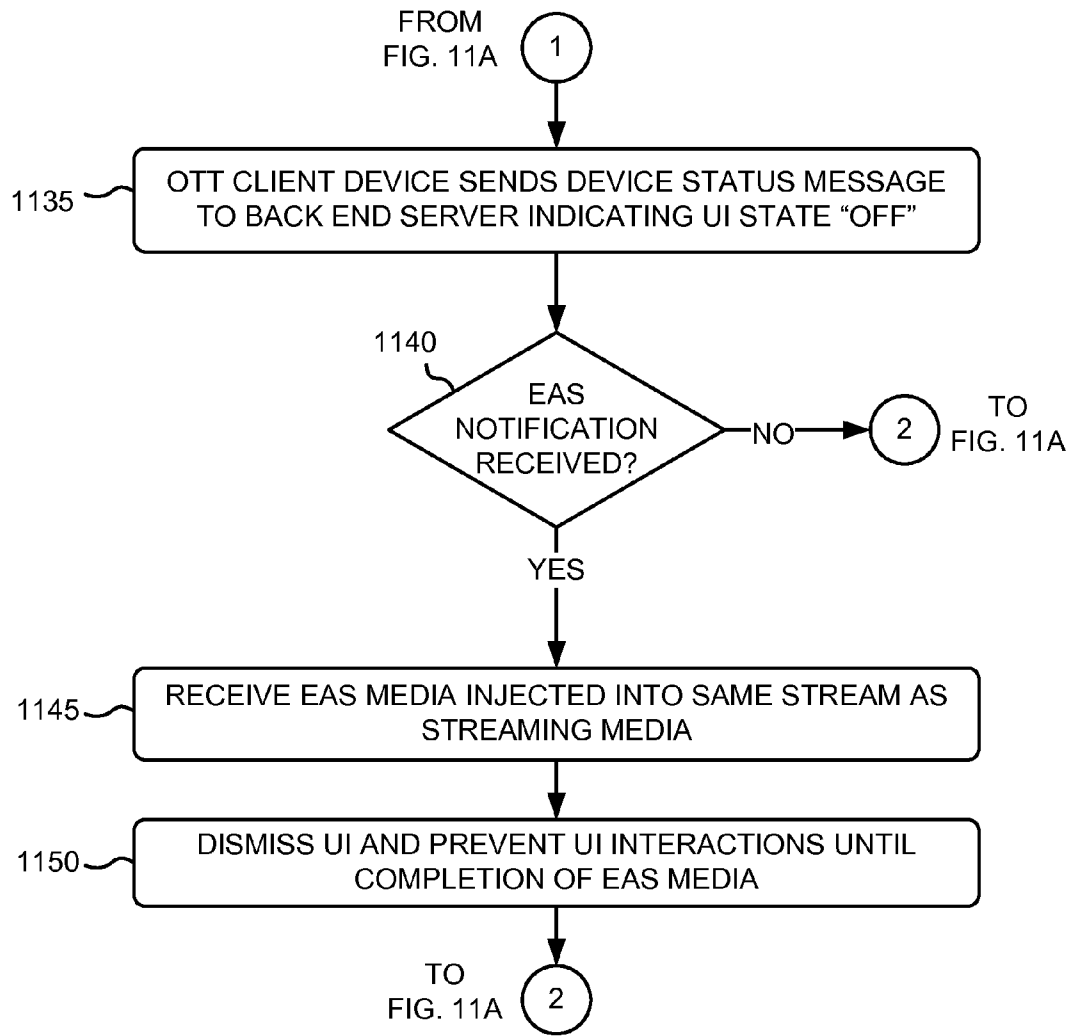 FROM
FIG. 11A
1
1135
OTT CLIENT DEVICE SENDS DEVICE STATUS MESSAGE
TO BACK END SERVER INDICATING UI STATE “OFF”
1140
EAS
NOTIFICATION
RECEIVED?
NO
2
TO
FIG. 11A
YES
1145
RECEIVE EAS MEDIA INJECTED INTO SAME STREAM AS
STREAMING MEDIA
1150
DISMISS UI AND PREVENT UI INTERACTIONS UNTIL
COMPLETION OF EAS MEDIA
TO
FIG. 11A
2